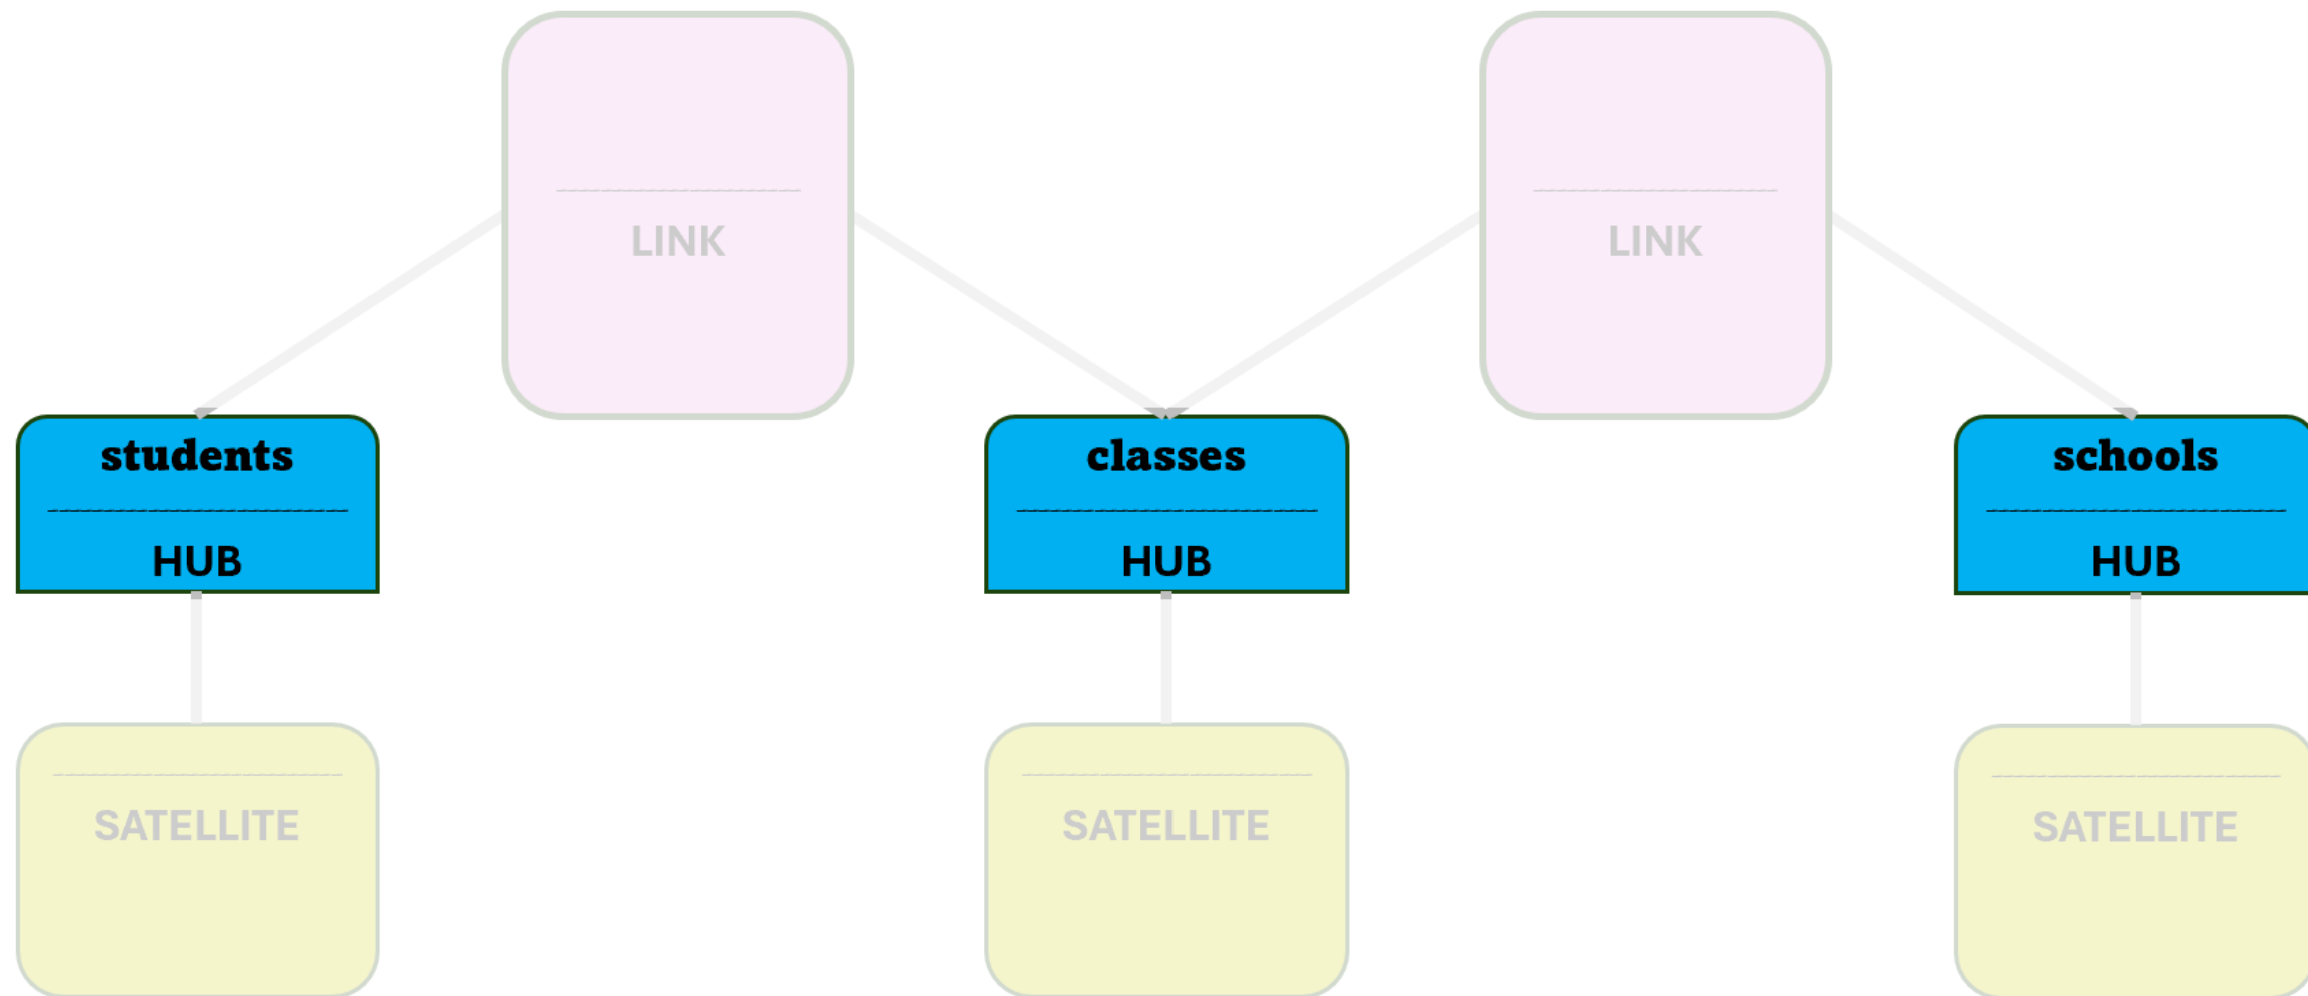 LINK
LINK
students
HUB
classes
HUB
schools
HUB
SATELLITE
SATELLITE
SATELLITE